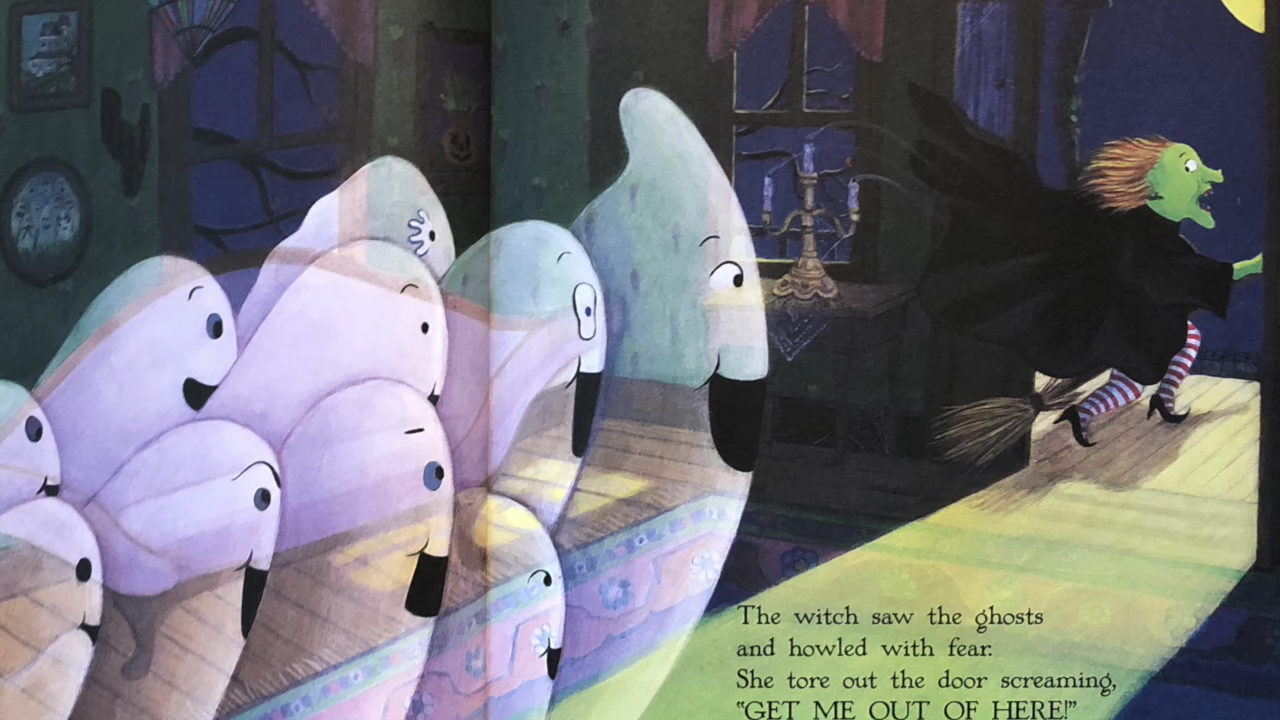 The witch saw the ghosts
and howled with fear.
She tore out the door screaming,
“GET ME OUT OF HERE!”